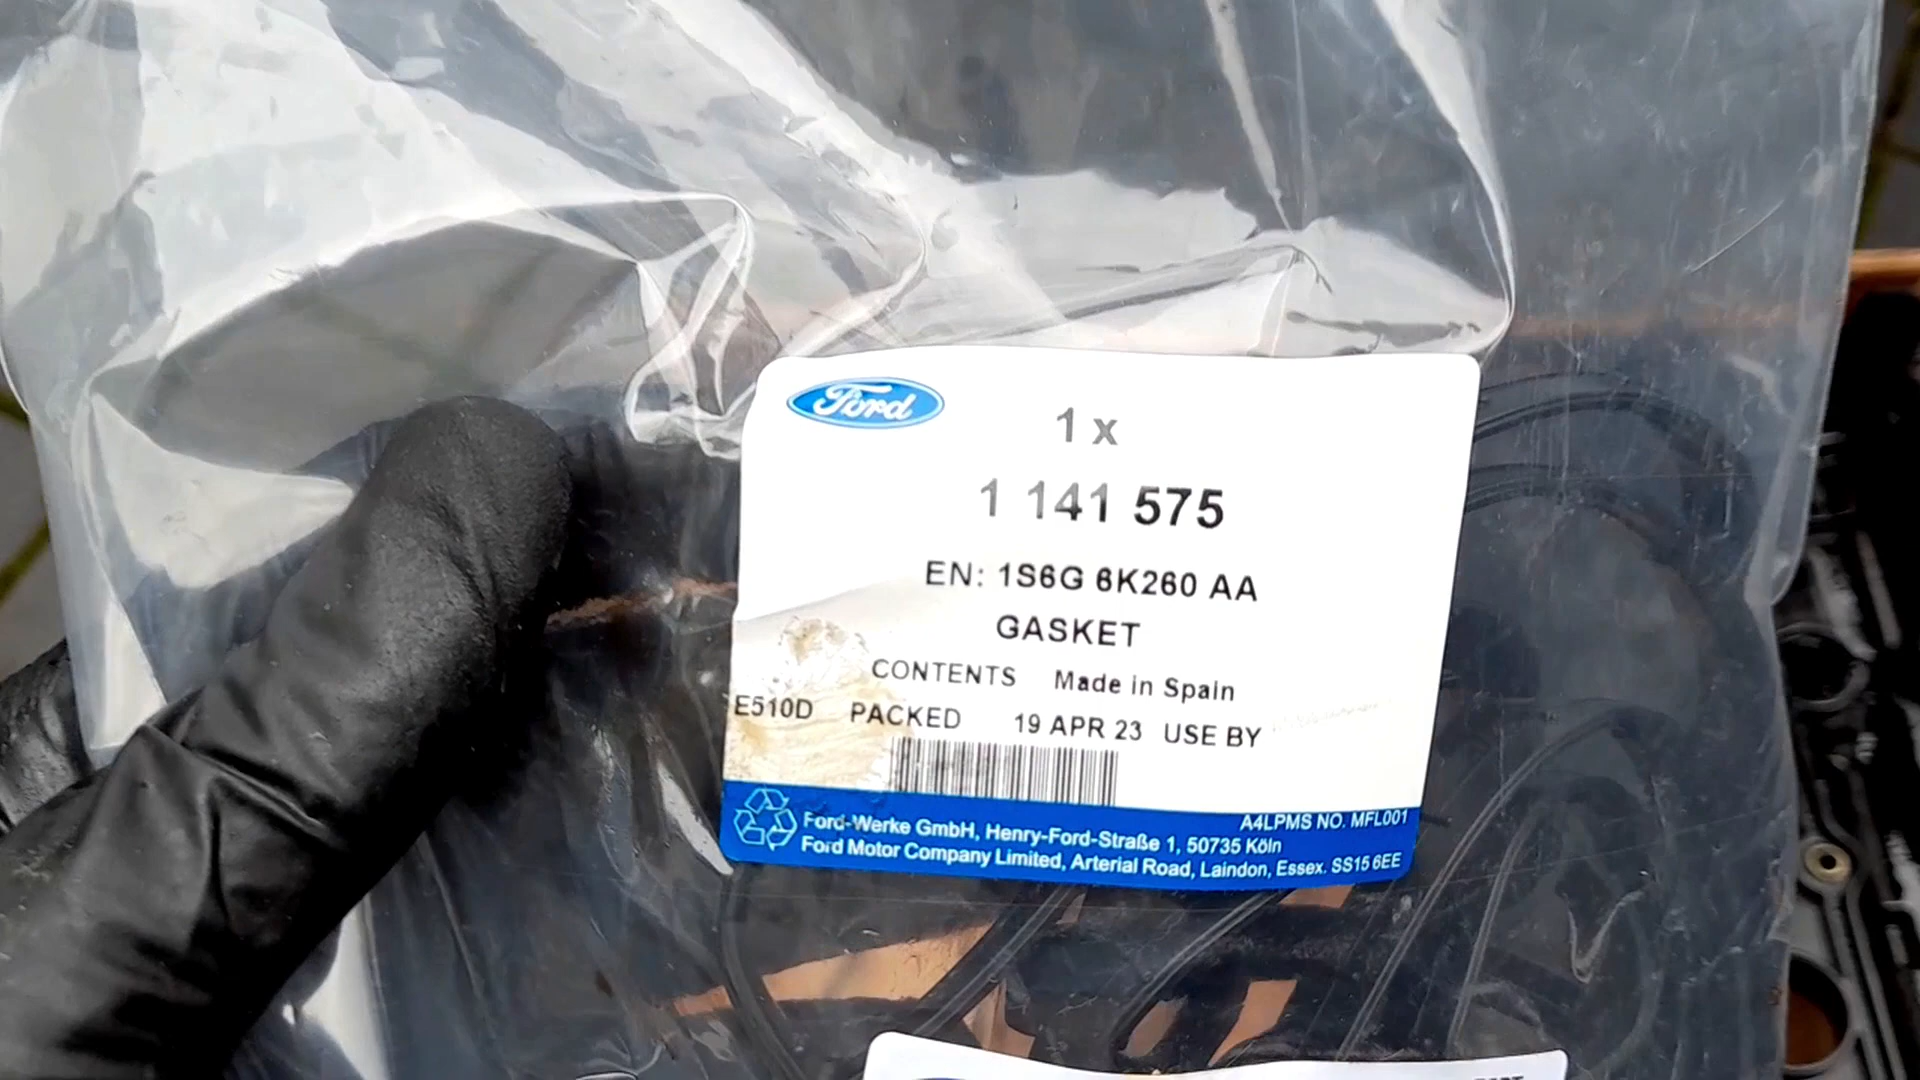 Ford
1 x
1 141 575
EN: 1S6G 6K260 AA
GASKET
CONTENTS Made in Spain
E510D PACKED 19 APR 23 USE BY
A4LPMS NO. MFL001
Ford-Werke GmbH, Henry-Ford-Straße 1, 50735 Köln
Ford Motor Company Limited, Arterial Road, Laindon, Essex. SS15 6EE